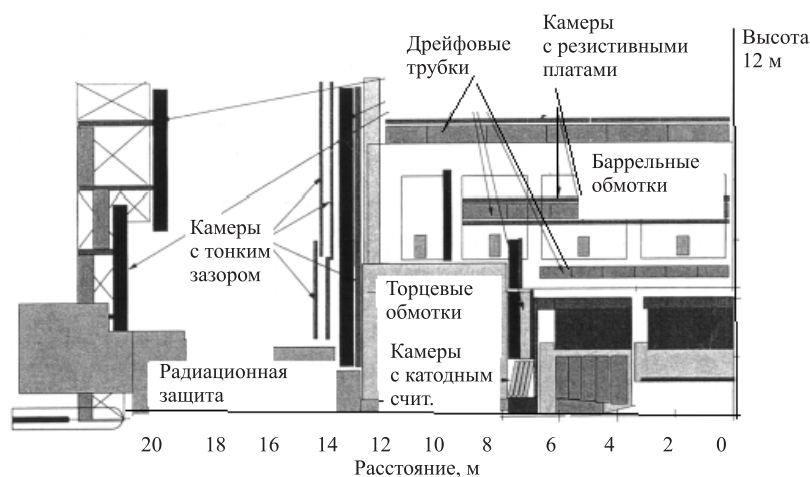 Дрейфовые
трубки
Камеры
с резистивными
платами
Высота
12 м
Баррельные
обмотки
Камеры
с тонким
зазором
Торцевые
обмотки
Камеры
с катодным
счит.
Радиационная
защита
20 18 16 14 12 10 8 6 4 2 0
Расстояние, м